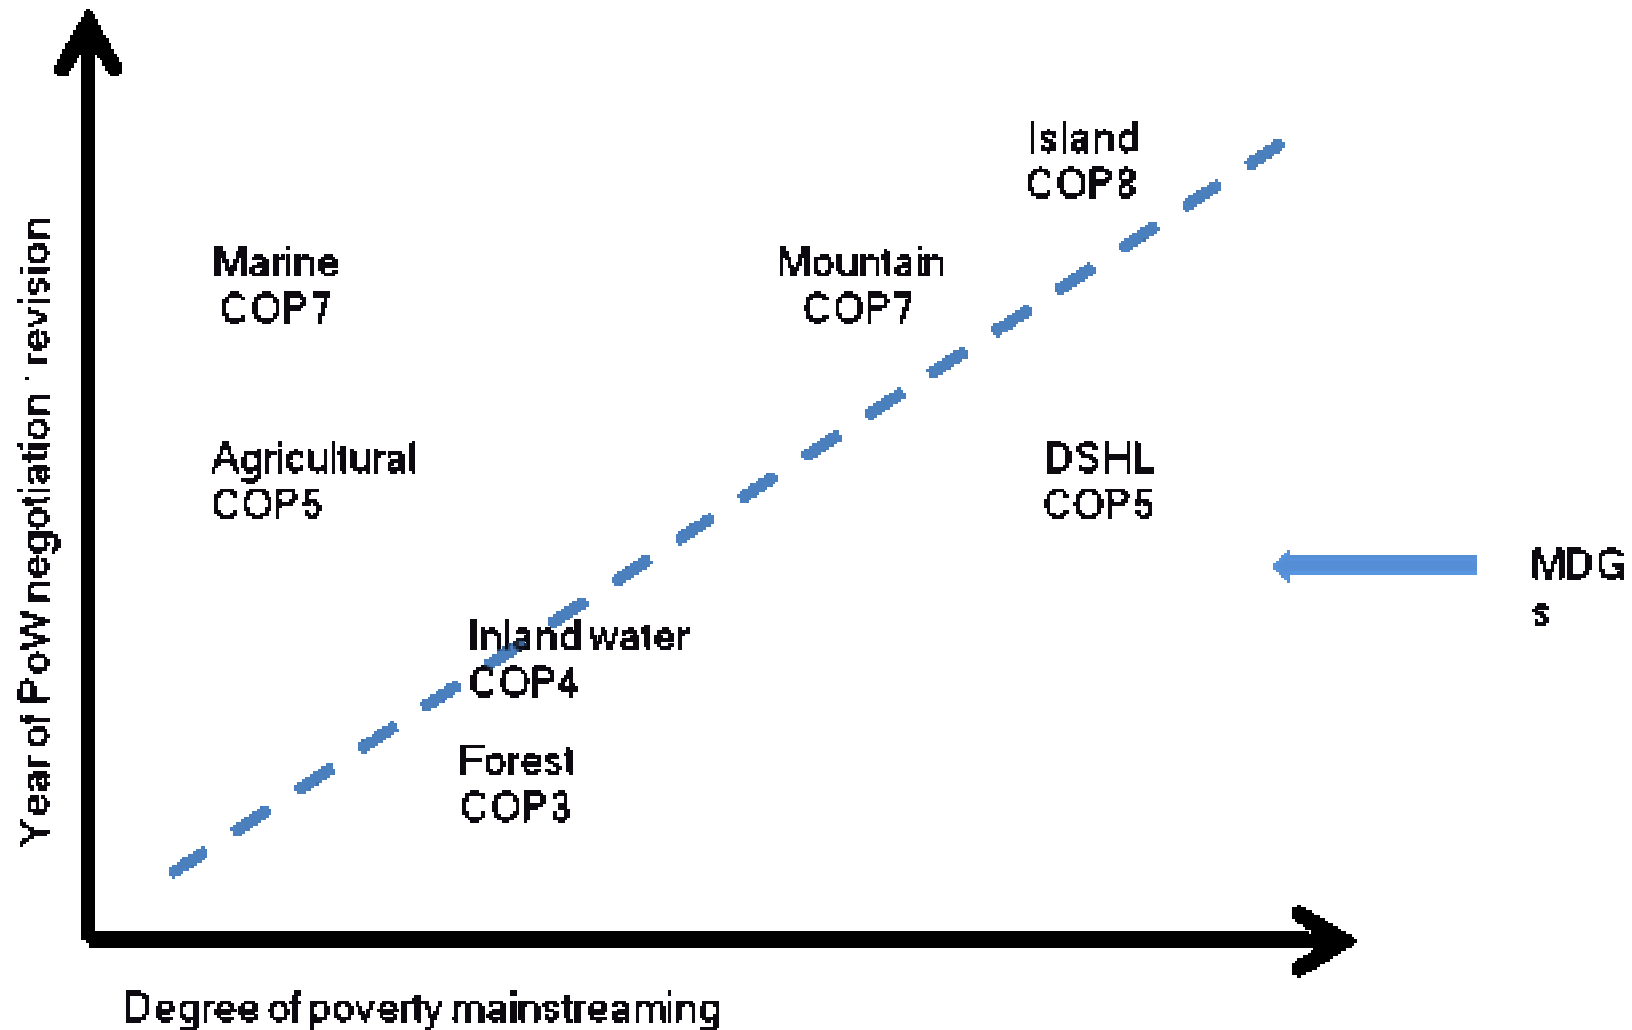 Island
COP8
Marine
COP7
Mountain
COP7
Year of PoW negotiation ' revision
Agricultural
COP5
DSHL
COP5
MDG
s
Inland water
COP4
Forest
COP3
Degree of poverty mainstreaming